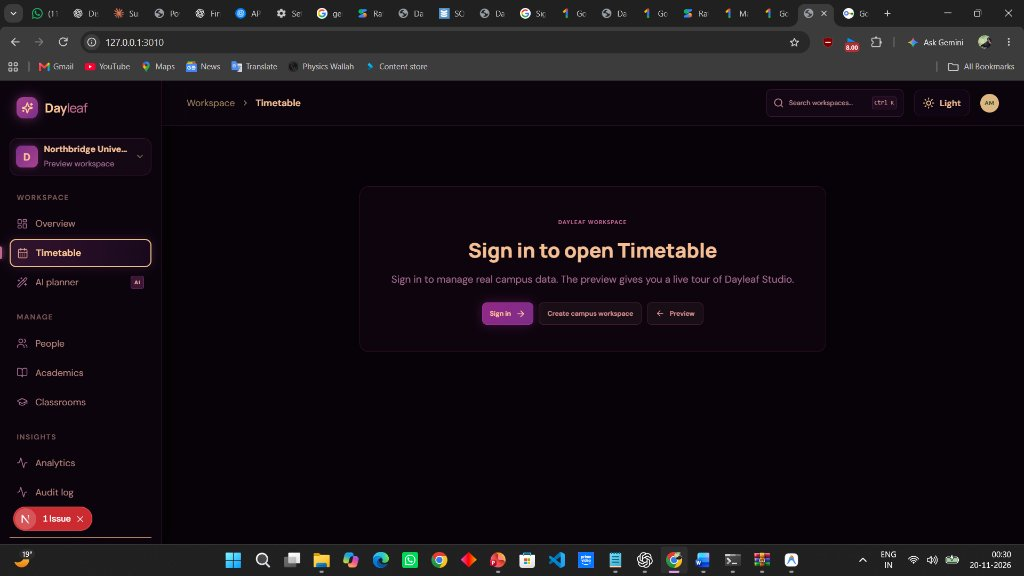 127.0.0.1:3010
8.00
Ask Gemini
Gmail
YouTube
Maps
News
Translate
Physics Wallah
Content store
All Bookmarks
Dayleaf
D
Northbridge Unive...
Preview workspace
WORKSPACE
Overview
Timetable
AI planner
AI
MANAGE
People
Academics
Classrooms
INSIGHTS
Analytics
Audit log
N
1 Issue
Workspace > Timetable
Search workspaces...
ctrl K
Light
AM
DAYLEAF WORKSPACE
Sign in to open Timetable
Sign in to manage real campus data. The preview gives you a live tour of Dayleaf Studio.
Sign in →
Create campus workspace
← Preview
19°
ENG
IN
00:30
20-11-2026